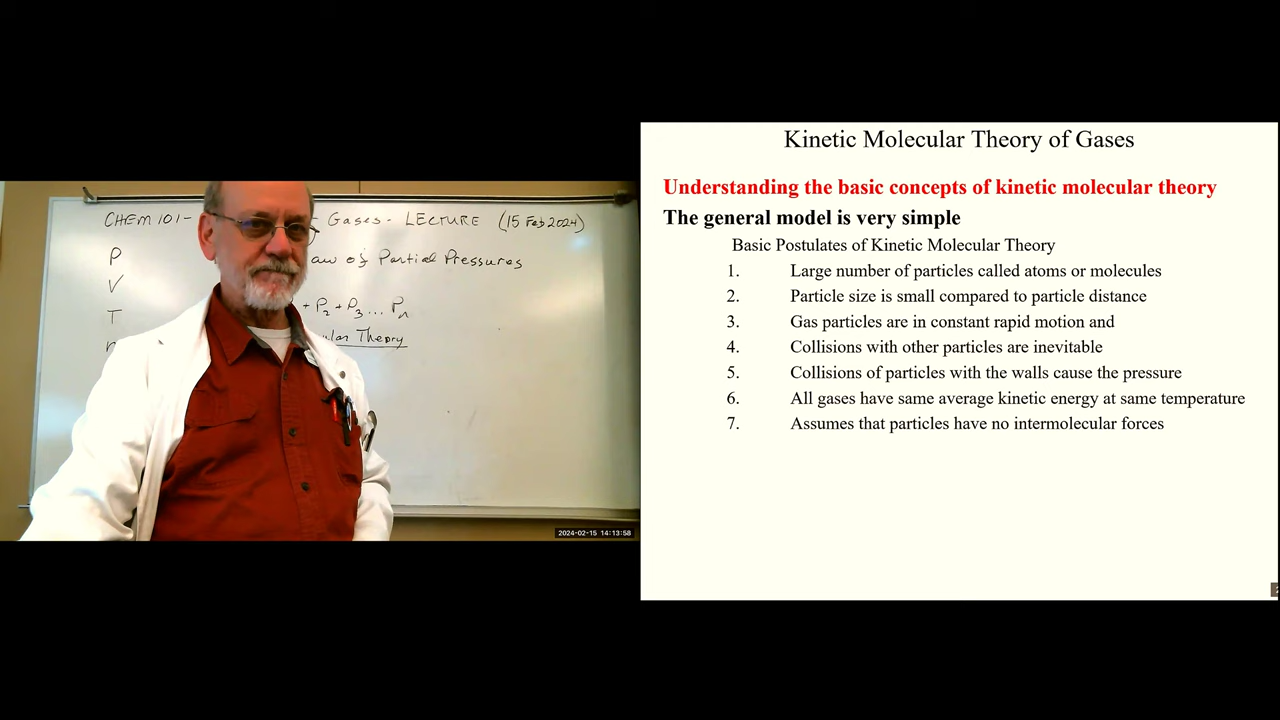 CHEM 101- Gases - LECTURE (15 Feb 2024)
P aw of Partial Pressures
V
T + P2 + P3 ... Pn
n ular Theory
2024-02-15 14:13:58
Kinetic Molecular Theory of Gases
Understanding the basic concepts of kinetic molecular theory
The general model is very simple
Basic Postulates of Kinetic Molecular Theory
1. Large number of particles called atoms or molecules
2. Particle size is small compared to particle distance
3. Gas particles are in constant rapid motion and
4. Collisions with other particles are inevitable
5. Collisions of particles with the walls cause the pressure
6. All gases have same average kinetic energy at same temperature
7. Assumes that particles have no intermolecular forces